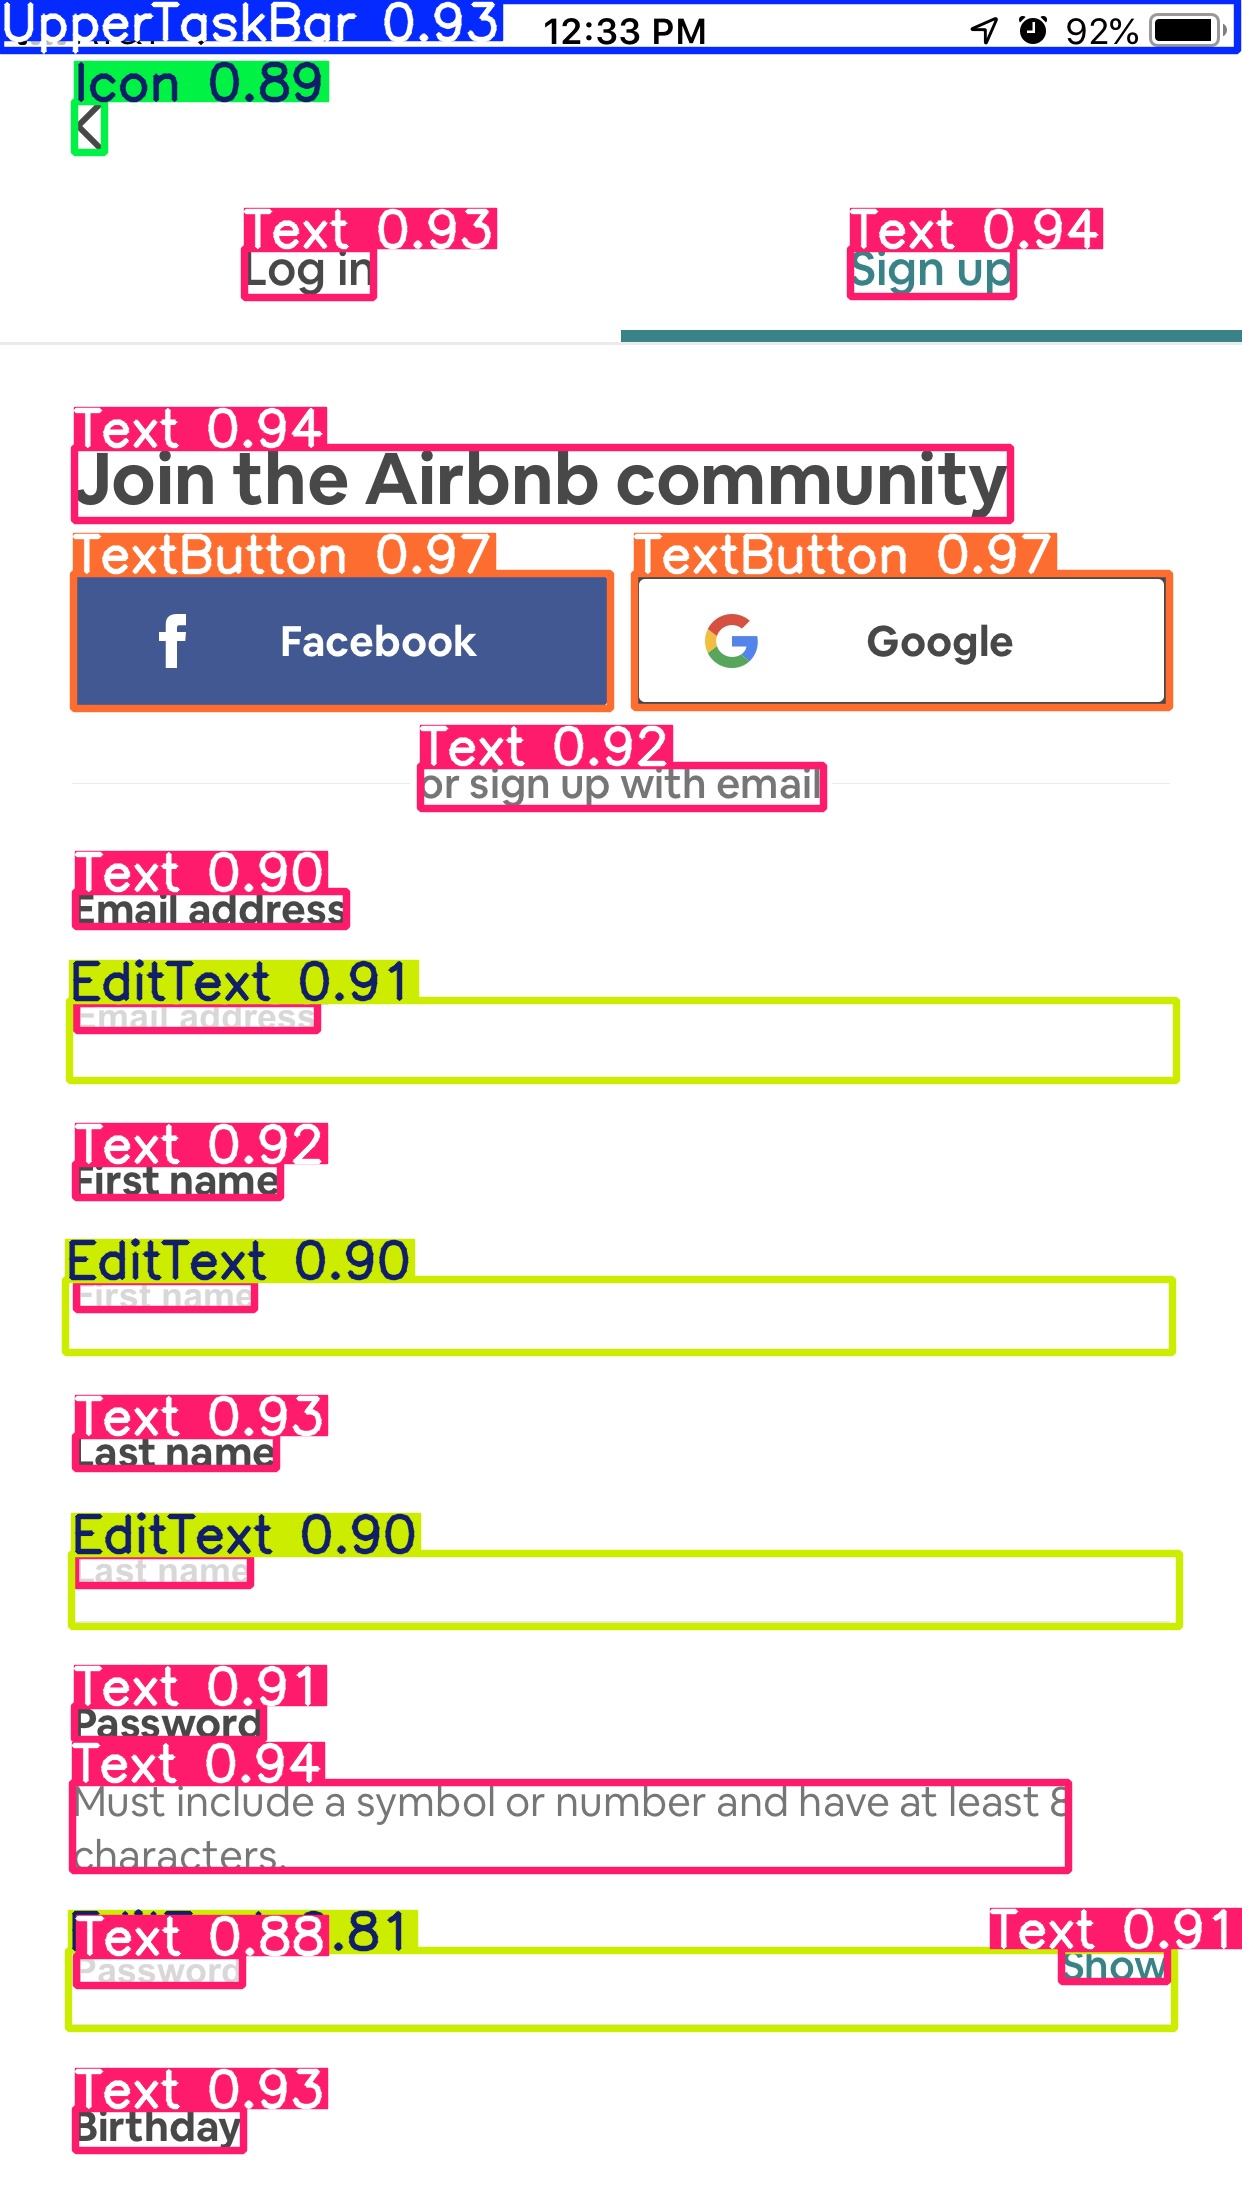 UpperTaskBar 0.93
12:33 PM
92%
Icon 0.89
Text 0.93
Text 0.94
Log in
Sign up
Text 0.94
Join the Airbnb community
TextButton 0.97
TextButton 0.97
Facebook
Google
Text 0.92
or sign up with email
Text 0.90
Email address
EditText 0.91
Email address
Text 0.92
First name
EditText 0.90
First name
Text 0.93
Last name
EditText 0.90
Last name
Text 0.91
Password
Text 0.94
Must include a symbol or number and have at least 8
characters.
.81
Text 0.88
Text 0.91
Password
Show
Text 0.93
Birthday